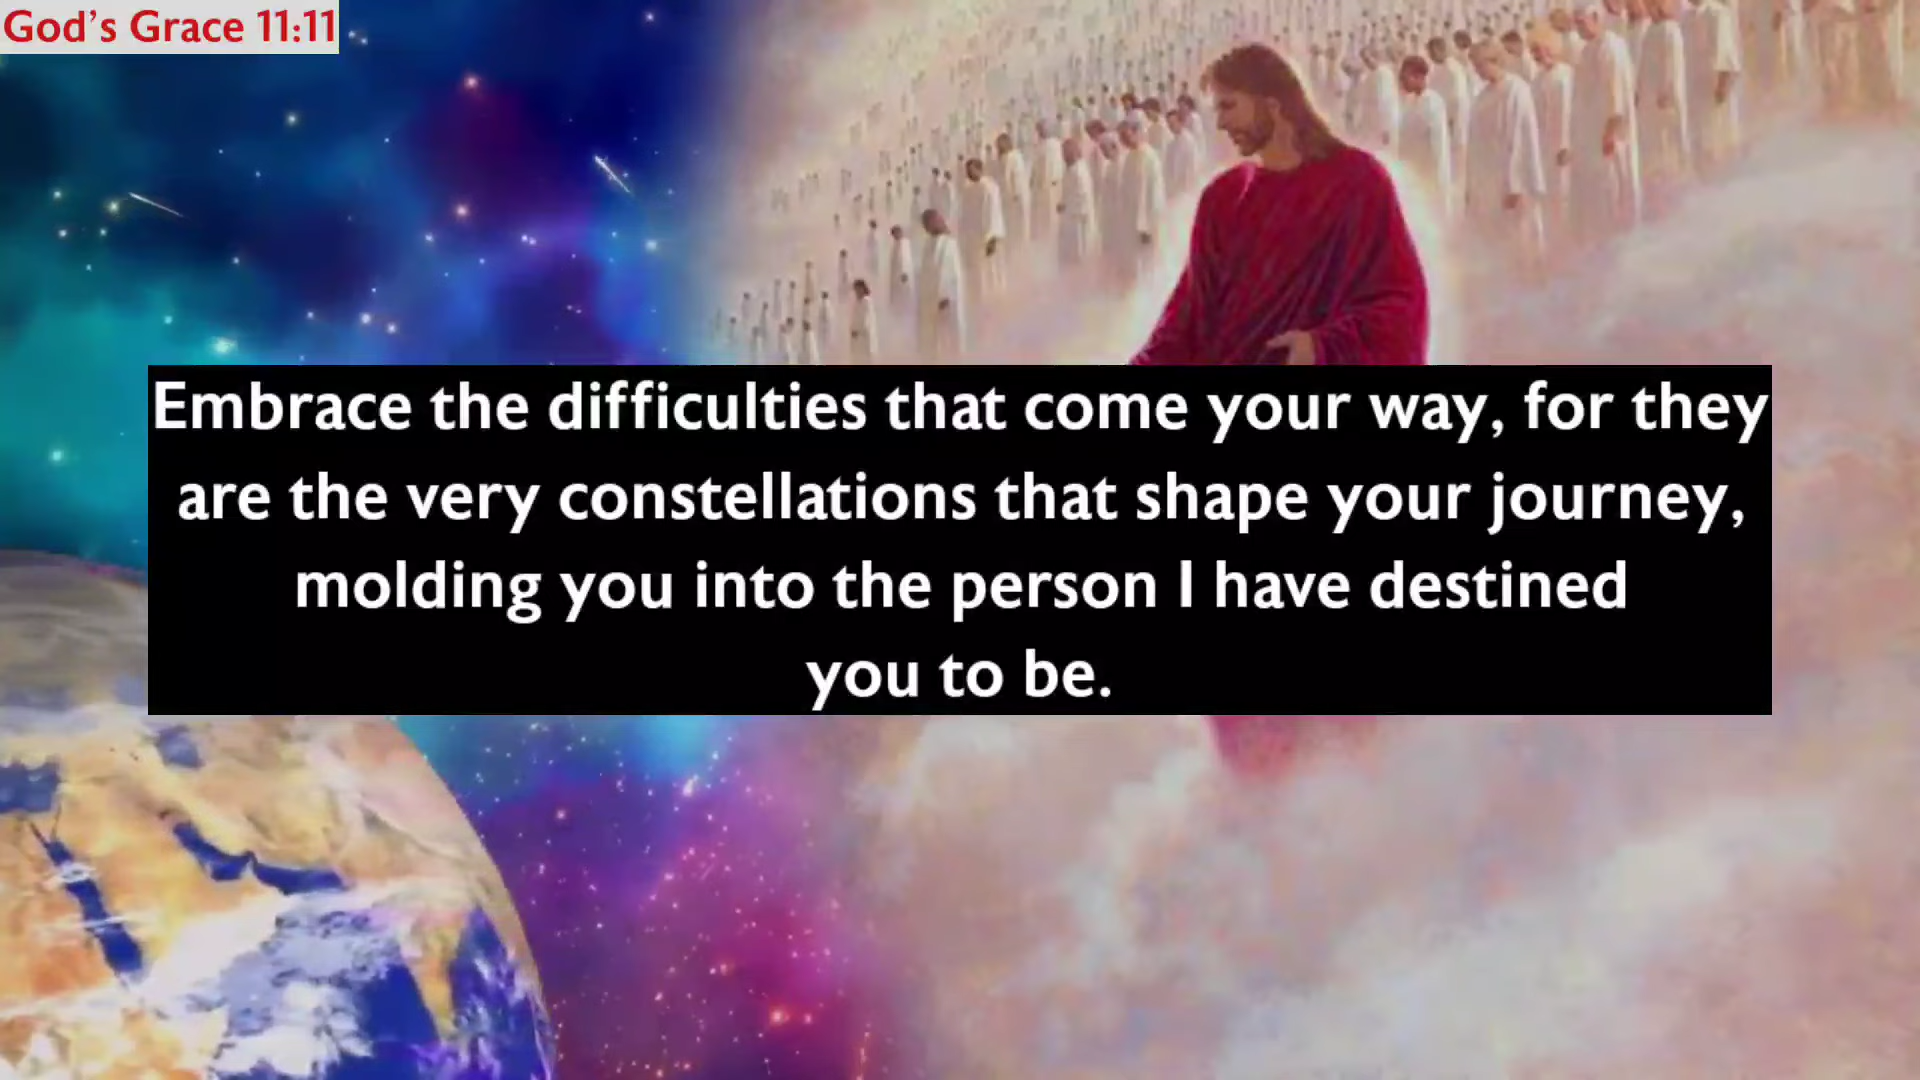 God's Grace 11:11
Embrace the difficulties that come your way, for they
are the very constellations that shape your journey,
molding you into the person I have destined
you to be.